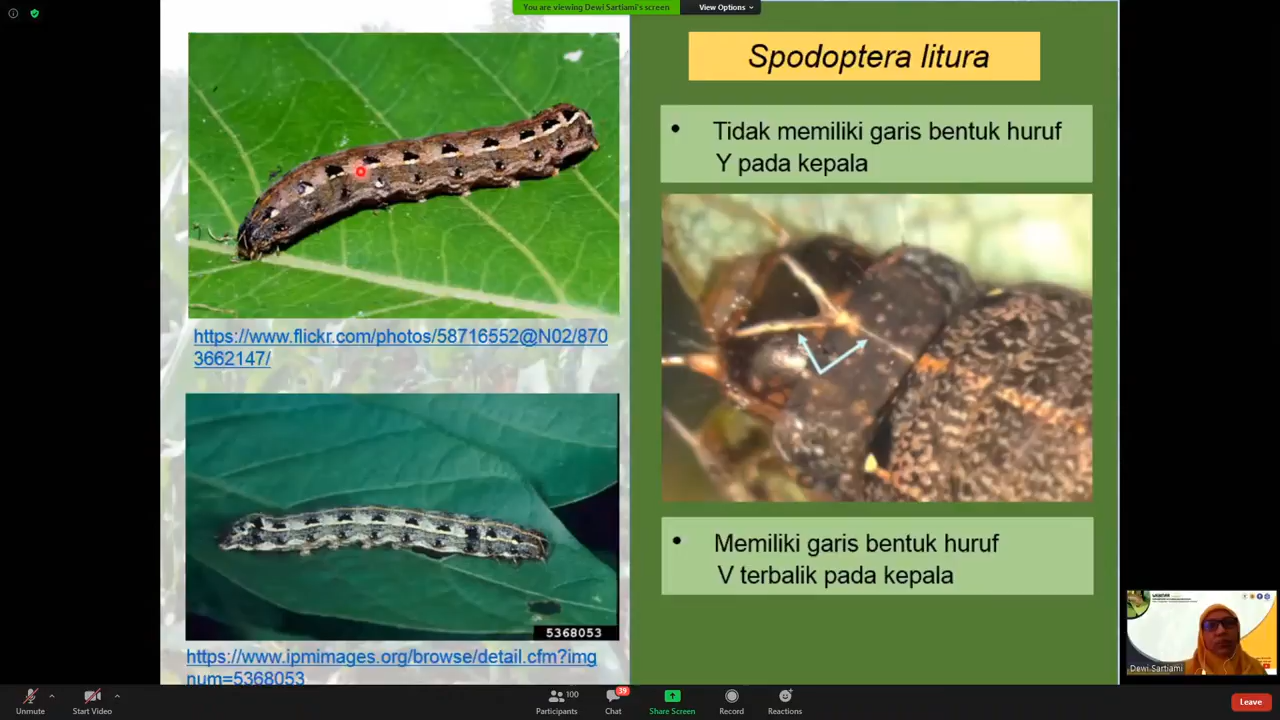 You are viewing Dewi Sartiami's screen
View Options
https://www.flickr.com/photos/58716552@N02/870
3662147/
5368053
https://www.ipmimages.org/browse/detail.cfm?img
num=5368053
Spodoptera litura
• Tidak memiliki garis bentuk huruf
Y pada kepala
• Memiliki garis bentuk huruf
V terbalik pada kepala
Dewi Sartiami
Unmute
Start Video
100
Participants
39
Chat
Share Screen
Record
Reactions
Leave